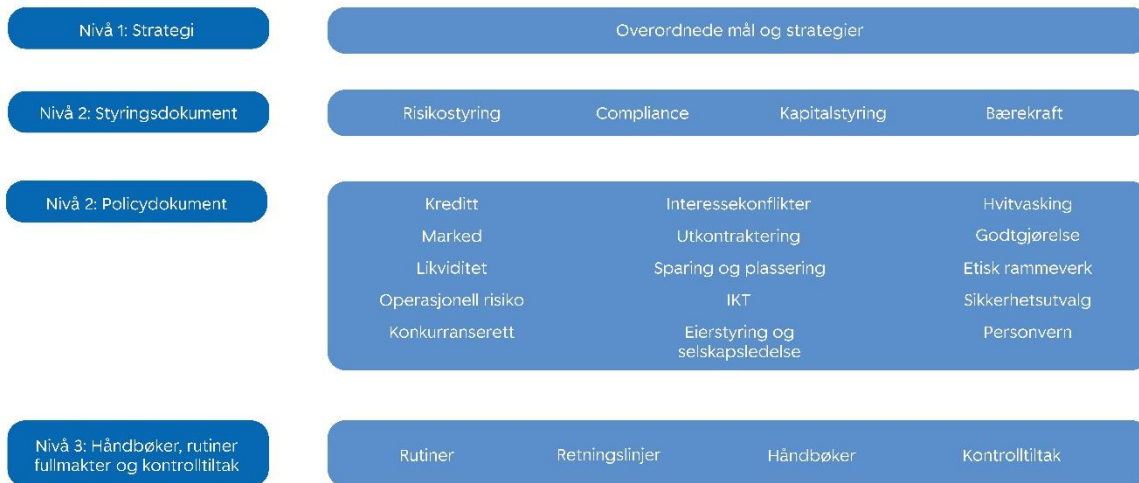 Nivå 1: Strategi
Overordnede mål og strategier
Nivå 2: Styringsdokument
Risikostyring Compliance Kapitalstyring Bærekraft
Nivå 2: Policydokument
Kreditt Interessekonflikter Hvitvasking
Marked Utkontraktering Godtgjørelse
Likviditet Sparing og plassering Etisk rammeverk
Operasjonell risiko IKT Sikkerhetsutvalg
Konkurranserett Eierstyring og Personvern
selskapsledelse
Nivå 3: Håndbøker, rutiner
fullmakter og kontrolltiltak
Rutiner Retningslinjer Håndbøker Kontrolltiltak